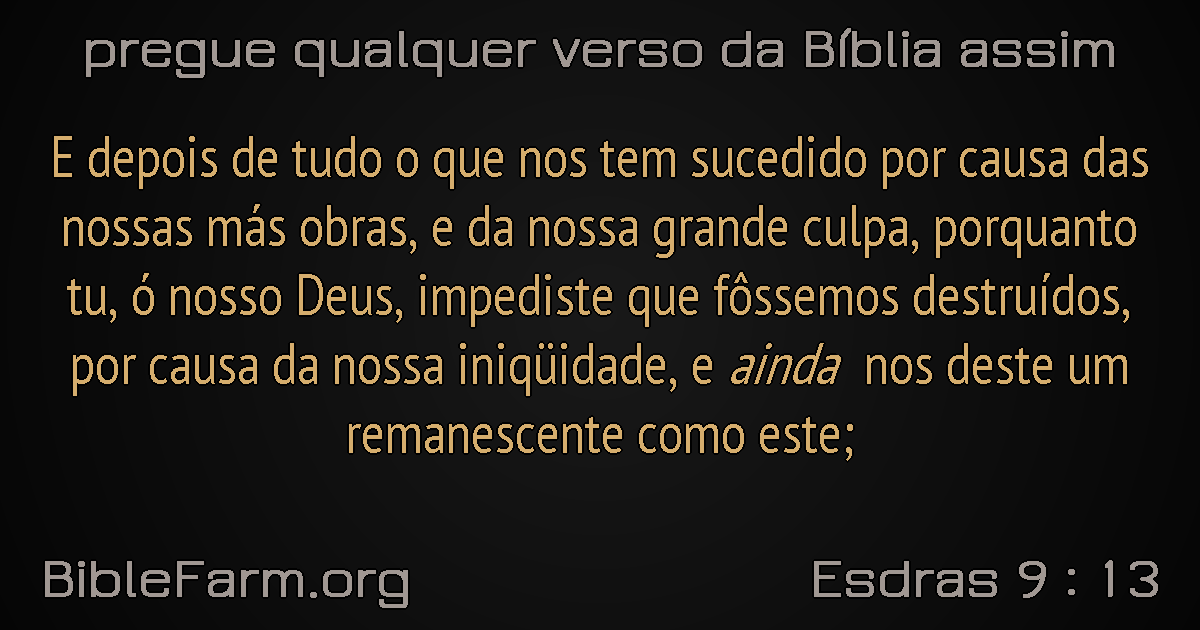 pregue qualquer verso da Bíblia assim
E depois de tudo o que nos tem sucedido por causa das
nossas más obras, e da nossa grande culpa, porquanto
tu, ó nosso Deus, impediste que fôssemos destruídos,
por causa da nossa iniqüidade, e ainda nos deste um
remanescente como este;
BibleFarm.org
Esdras 9 : 13